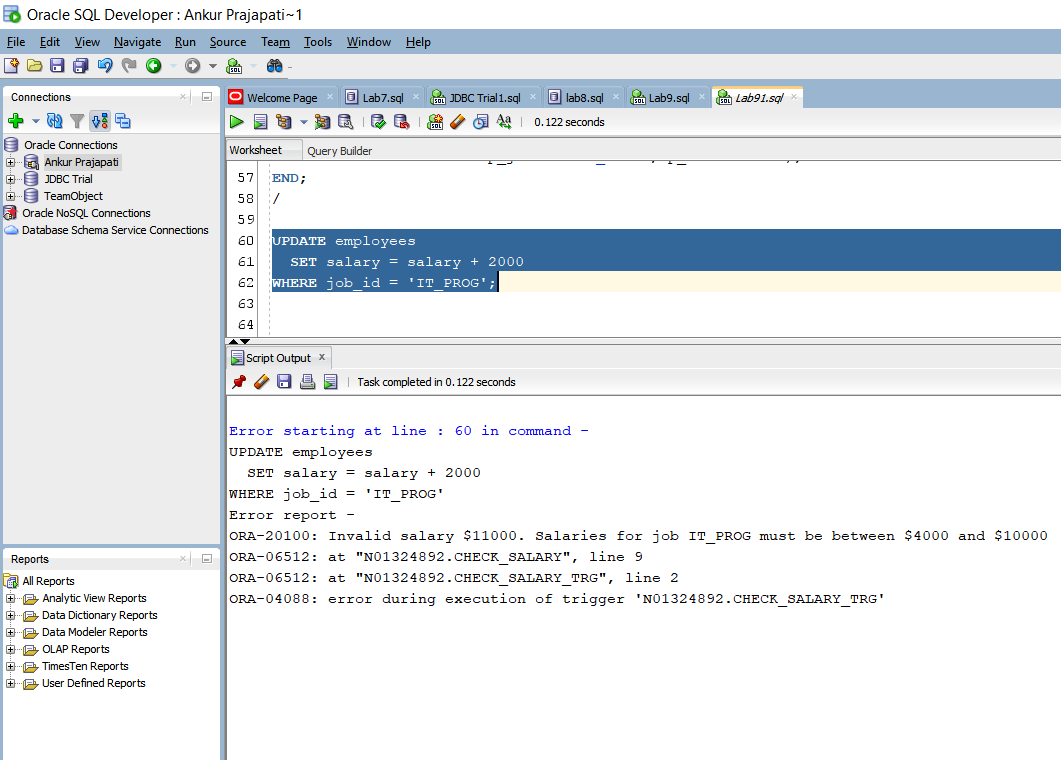 Oracle SQL Developer : Ankur Prajapati~1
File Edit View Navigate Run Source Team Tools Window Help
Connections
Oracle Connections
Ankur Prajapati
JDBC Trial
TeamObject
Oracle NoSQL Connections
Database Schema Service Connections
Reports
All Reports
Analytic View Reports
Data Dictionary Reports
Data Modeler Reports
OLAP Reports
TimesTen Reports
User Defined Reports
Welcome Page Lab7.sql JDBC Trial1.sql lab8.sql Lab9.sql Lab91.sql
0.122 seconds
Worksheet Query Builder
57 END;
58 /
59
60 UPDATE employees
61 SET salary = salary + 2000
62 WHERE job_id = 'IT_PROG';
63
64
Script Output x
Task completed in 0.122 seconds
Error starting at line : 60 in command -
UPDATE employees
SET salary = salary + 2000
WHERE job_id = 'IT_PROG'
Error report -
ORA-20100: Invalid salary $11000. Salaries for job IT_PROG must be between $4000 and $10000
ORA-06512: at "N01324892.CHECK_SALARY", line 9
ORA-06512: at "N01324892.CHECK_SALARY_TRG", line 2
ORA-04088: error during execution of trigger 'N01324892.CHECK_SALARY_TRG'